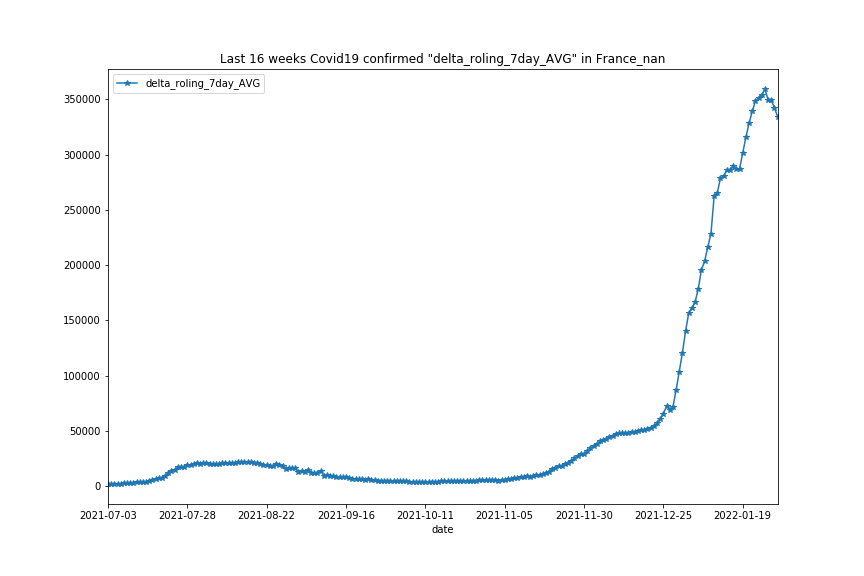 Last 16 weeks Covid19 confirmed "delta_roling_7day_AVG" in France_nan
delta_roling_7day_AVG
350000
300000
250000
200000
150000
100000
50000
0
2021-07-03 2021-07-28 2021-08-22 2021-09-16 2021-10-11 2021-11-05 2021-11-30 2021-12-25 2022-01-19
date